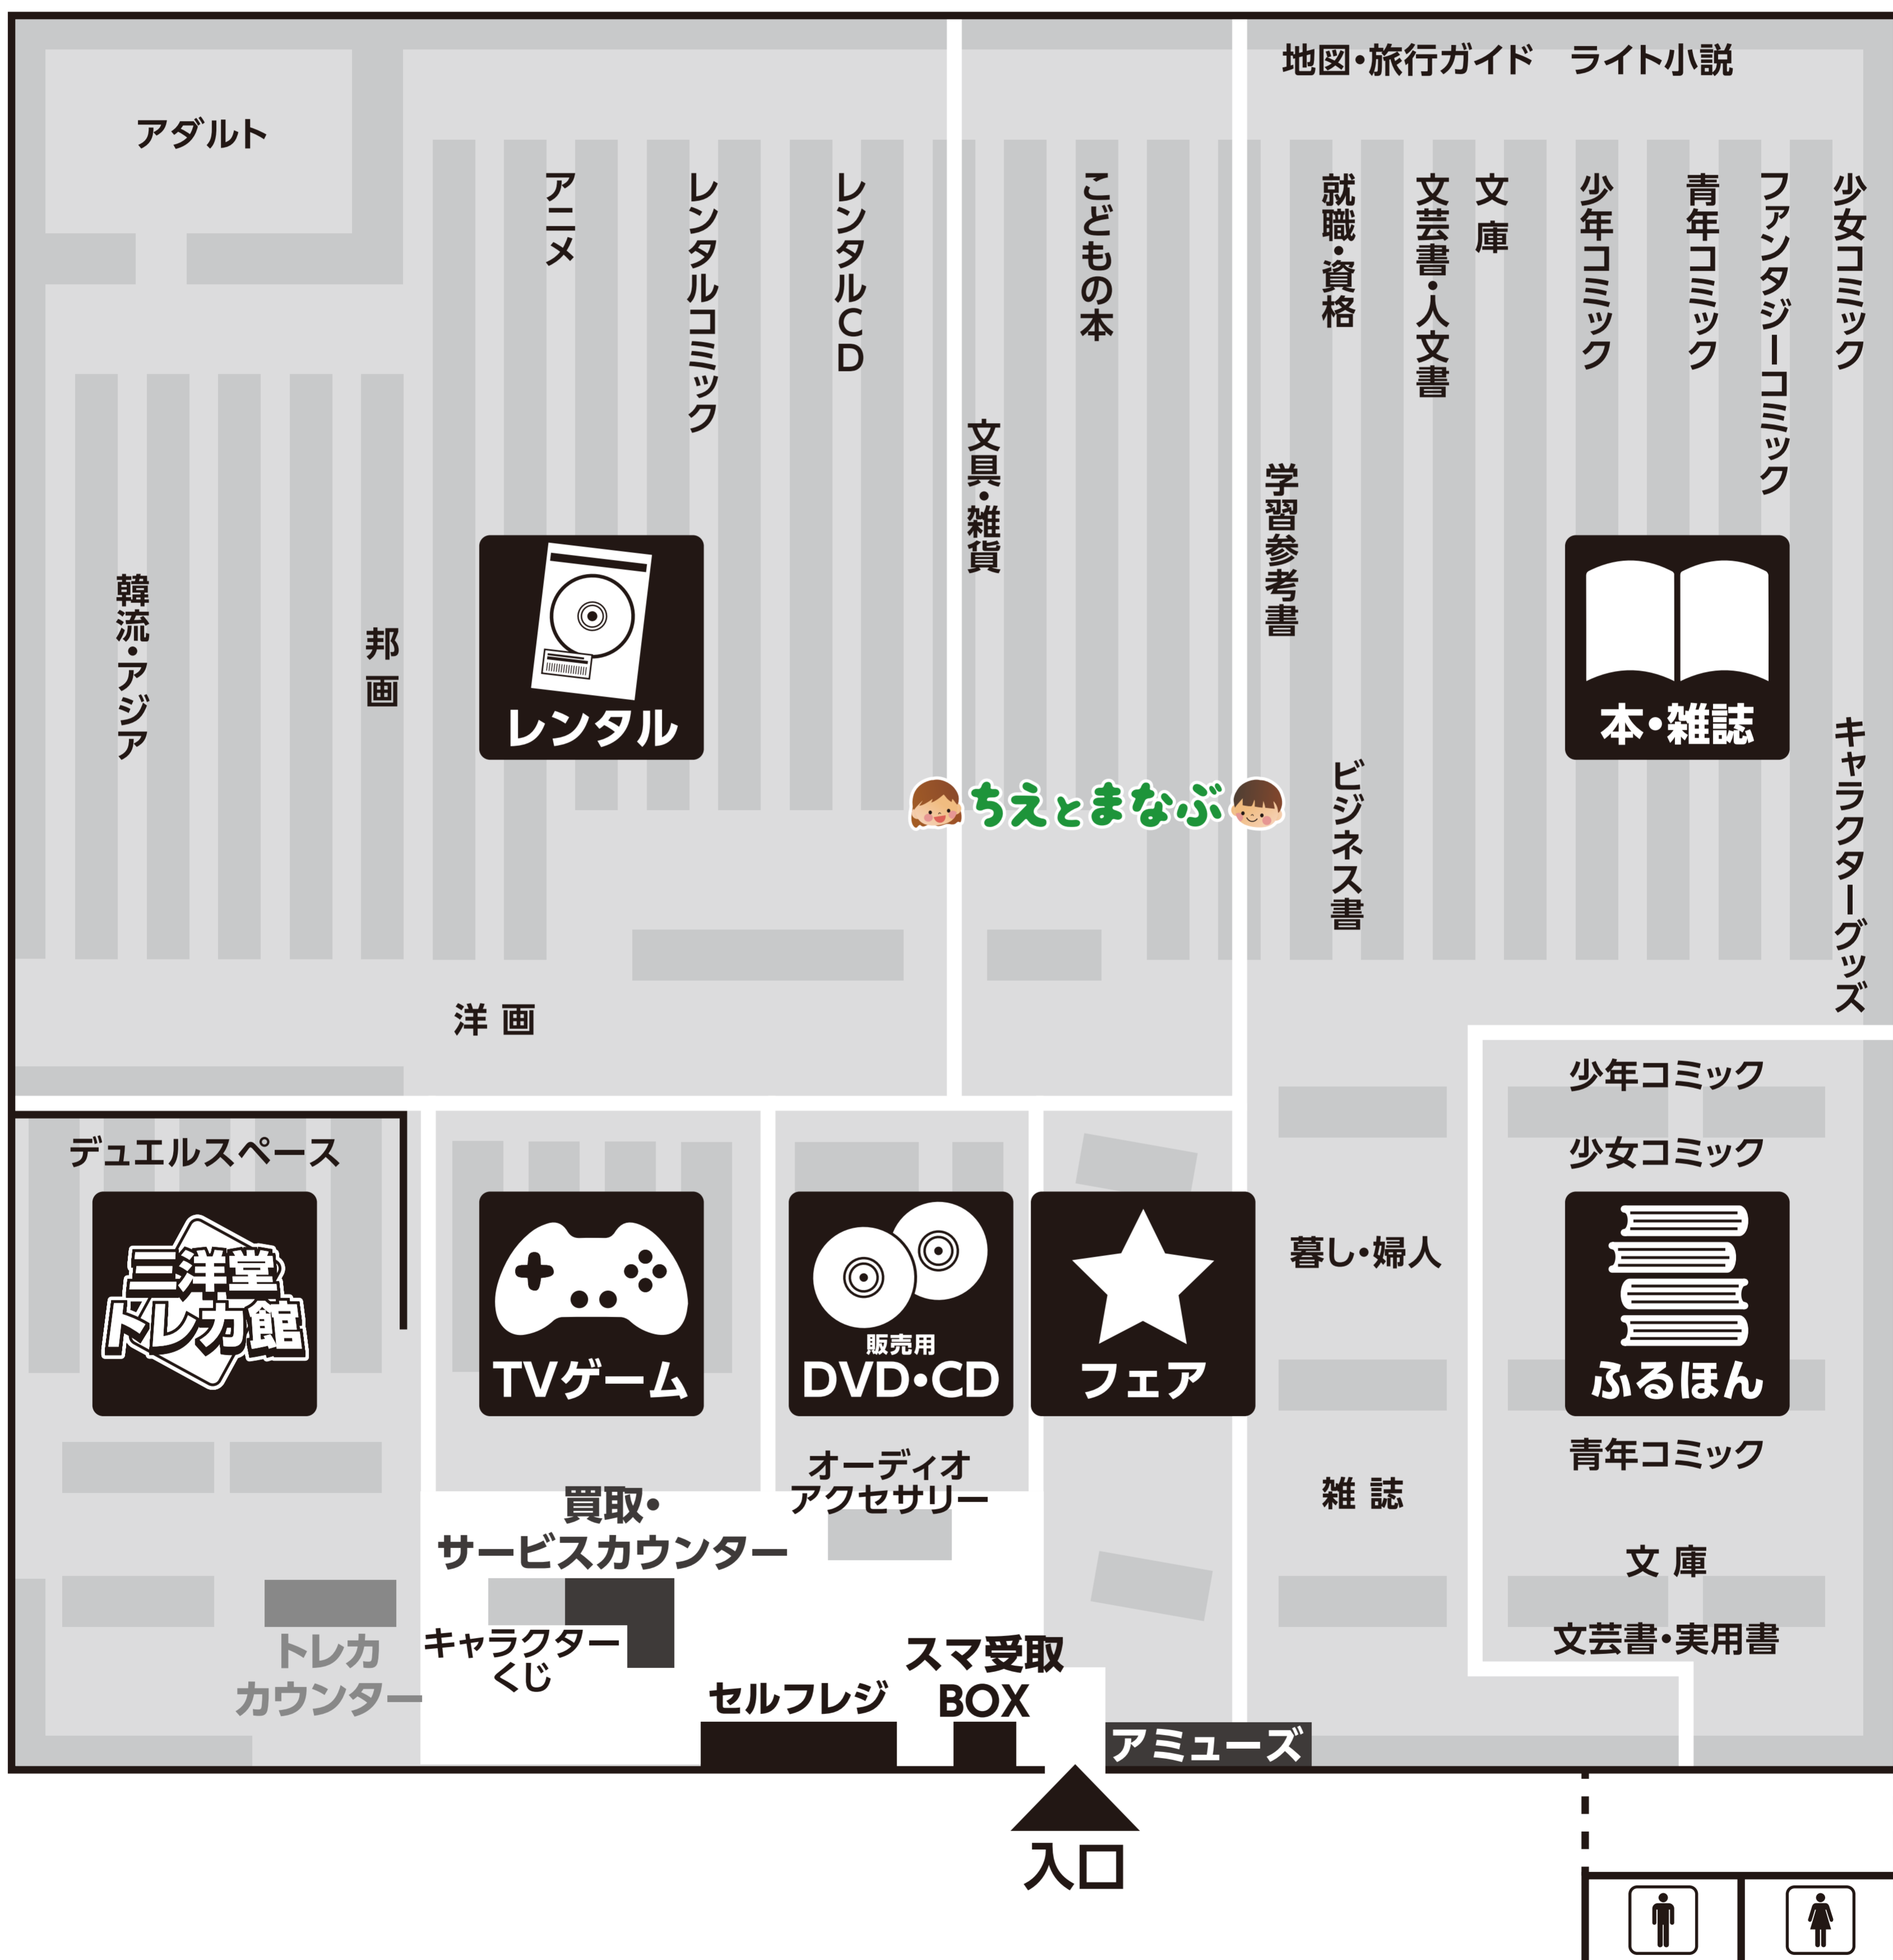 地図・旅行ガイド
ライト小説
アダルト
アニメ
レンタルコミック
レンタルCD
こどもの本
就職・資格
文芸書・人文書
文庫
少年コミック
青年コミック
ファンタジーコミック
少女コミック
文具・雑貨
学習参考書
韓流・アジア
邦画
レンタル
本・雑誌
キャラクターグッズ
ちえとまなぶ
ビジネス書
洋画
少年コミック
少女コミック
デュエルスペース
三洋堂
トレカ館
TVゲーム
販売用
DVD・CD
フェア
暮し・婦人
ふるほん
青年コミック
オーディオ
アクセサリー
雑誌
買取・
サービスカウンター
文庫
文芸書・実用書
トレカ
カウンター
キャラクター
くじ
セルフレジ
スマ受取
BOX
アミューズ
入口